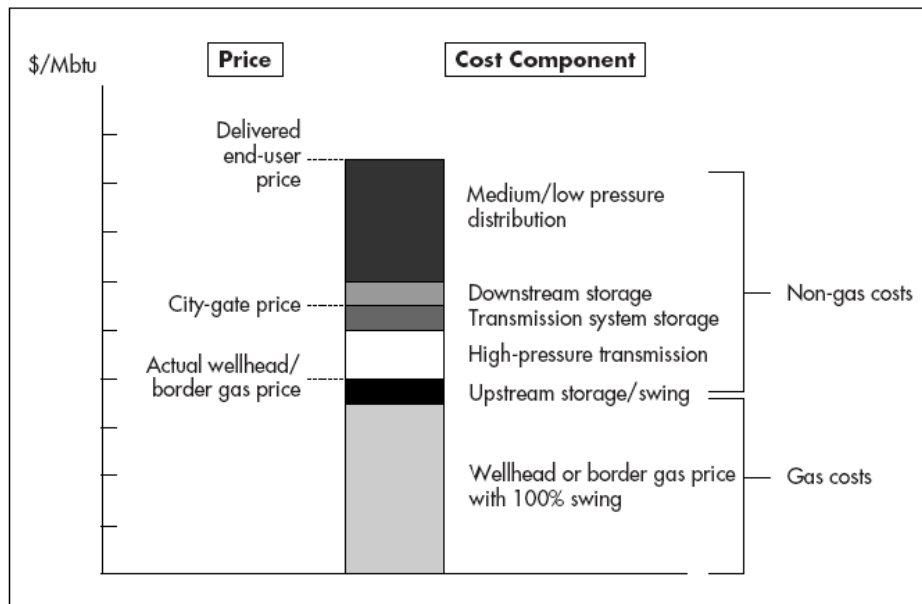 $/Mbtu
Price
Cost Component
Delivered
end-user
price
Medium/low pressure
distribution
City-gate price
Downstream storage
Transmission system storage
Non-gas costs
High-pressure transmission
Actual wellhead/
border gas price
Upstream storage/swing
Wellhead or border gas price
with 100% swing
Gas costs